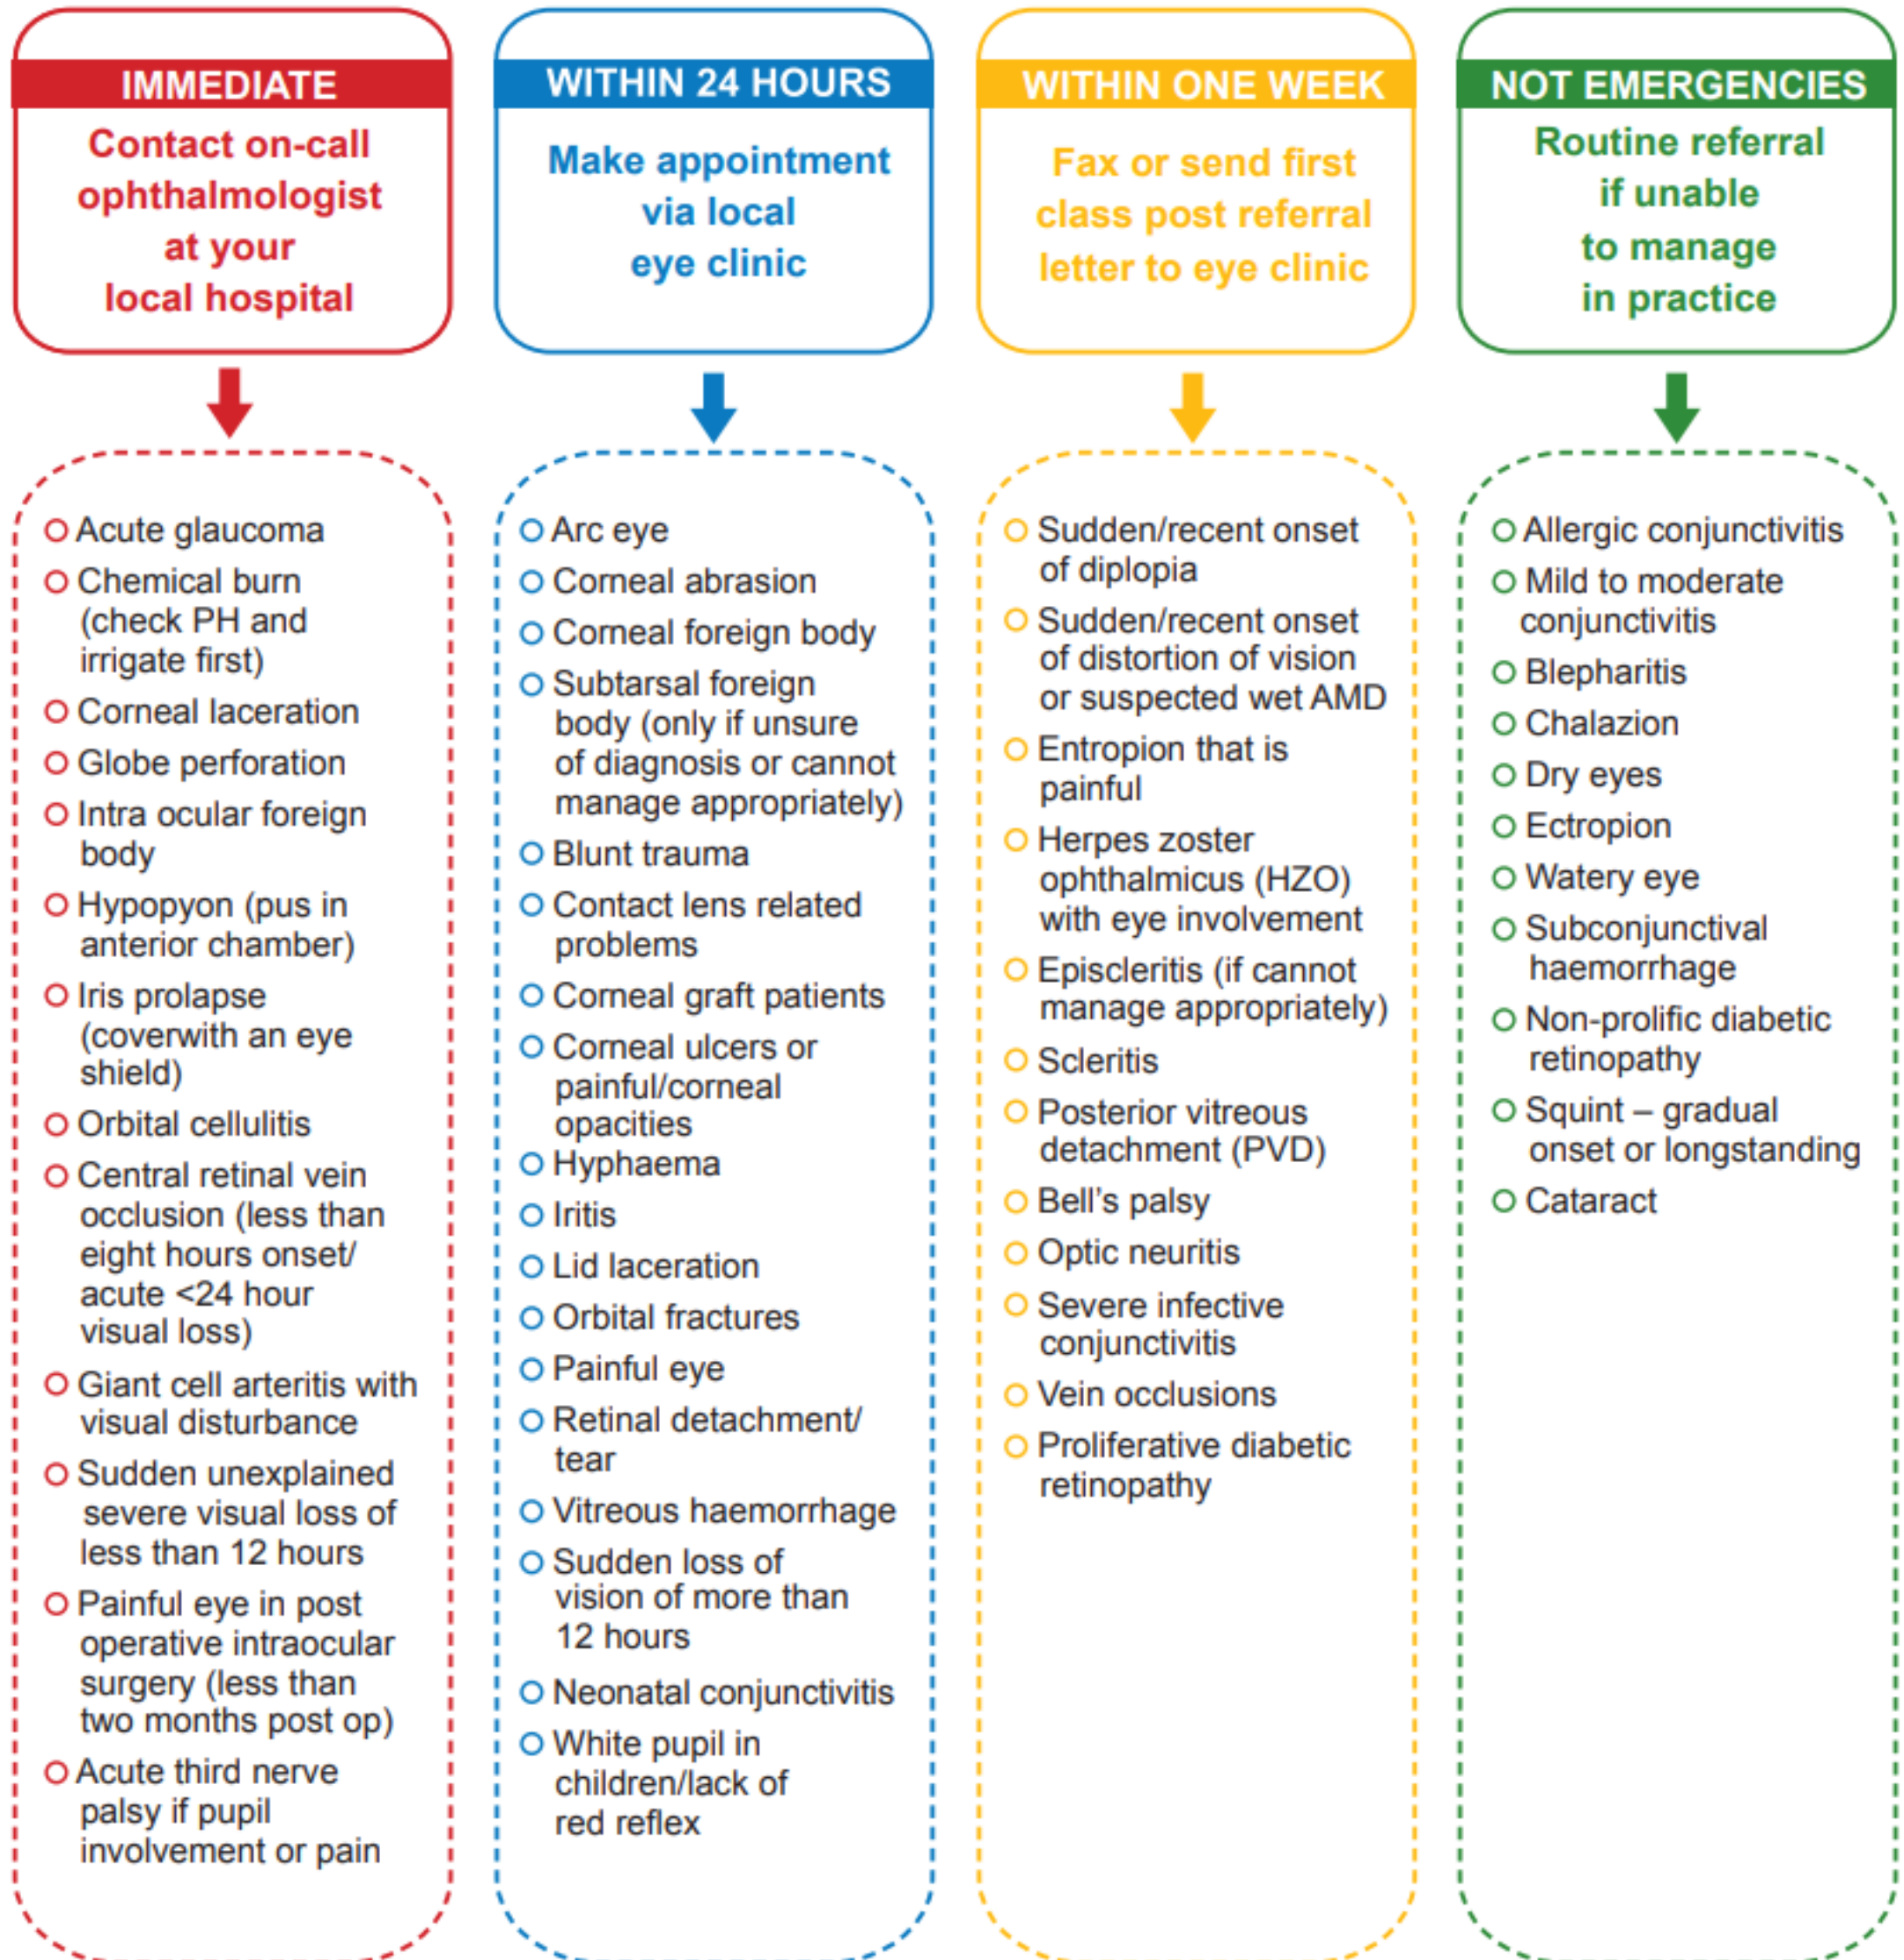 IMMEDIATE
Contact on-call
ophthalmologist
at your
local hospital
Acute glaucoma
Chemical burn
(check PH and
irrigate first)
Corneal laceration
Globe perforation
Intra ocular foreign
body
Hypopyon (pus in
anterior chamber)
Iris prolapse
(coverwith an eye
shield)
Orbital cellulitis
Central retinal vein
occlusion (less than
eight hours onset/
acute <24 hour
visual loss)
Giant cell arteritis with
visual disturbance
Sudden unexplained
severe visual loss of
less than 12 hours
Painful eye in post
operative intraocular
surgery (less than
two months post op)
Acute third nerve
palsy if pupil
involvement or pain
WITHIN 24 HOURS
Make appointment
via local
eye clinic
Arc eye
Corneal abrasion
Corneal foreign body
Subtarsal foreign
body (only if unsure
of diagnosis or cannot
manage appropriately)
Blunt trauma
Contact lens related
problems
Corneal graft patients
Corneal ulcers or
painful/corneal
opacities
Hyphaema
Iritis
Lid laceration
Orbital fractures
Painful eye
Retinal detachment/
tear
Vitreous haemorrhage
Sudden loss of
vision of more than
12 hours
Neonatal conjunctivitis
White pupil in
children/lack of
red reflex
WITHIN ONE WEEK
Fax or send first
class post referral
letter to eye clinic
Sudden/recent onset
of diplopia
Sudden/recent onset
of distortion of vision
or suspected wet AMD
Entropion that is
painful
Herpes zoster
ophthalmicus (HZO)
with eye involvement
Episcleritis (if cannot
manage appropriately)
Scleritis
Posterior vitreous
detachment (PVD)
Bell's palsy
Optic neuritis
Severe infective
conjunctivitis
Vein occlusions
Proliferative diabetic
retinopathy
NOT EMERGENCIES
Routine referral
if unable
to manage
in practice
Allergic conjunctivitis
Mild to moderate
conjunctivitis
Blepharitis
Chalazion
Dry eyes
Ectropion
Watery eye
Subconjunctival
haemorrhage
Non-prolific diabetic
retinopathy
Squint – gradual
onset or longstanding
Cataract